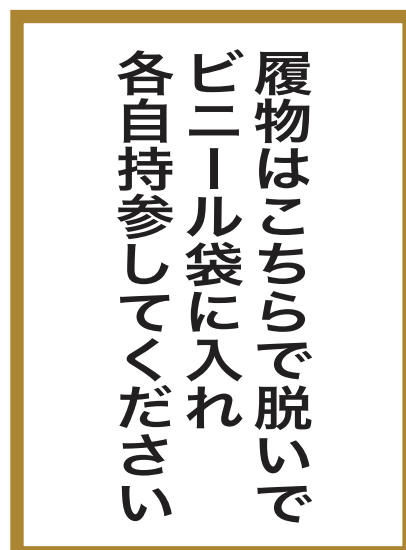 履物はこちらで脱いで
ビニール袋に入れ
各自持参してください